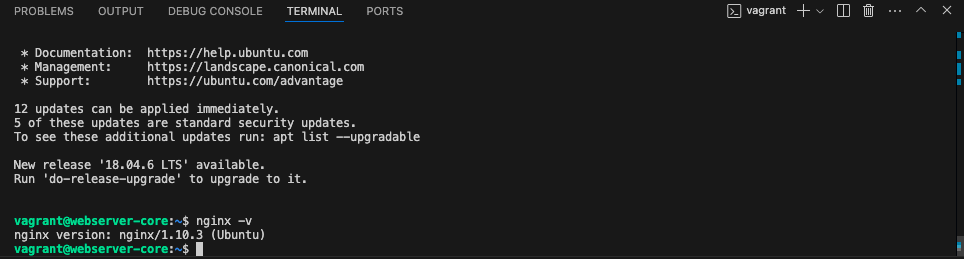 PROBLEMS OUTPUT DEBUG CONSOLE TERMINAL PORTS vagrant
* Documentation:  https://help.ubuntu.com
* Management:     https://landscape.canonical.com
* Support:        https://ubuntu.com/advantage
12 updates can be applied immediately.
5 of these updates are standard security updates.
To see these additional updates run: apt list --upgradable
New release '18.04.6 LTS' available.
Run 'do-release-upgrade' to upgrade to it.
vagrant@webserver-core:~$ nginx -v
nginx version: nginx/1.10.3 (Ubuntu)
vagrant@webserver-core:~$